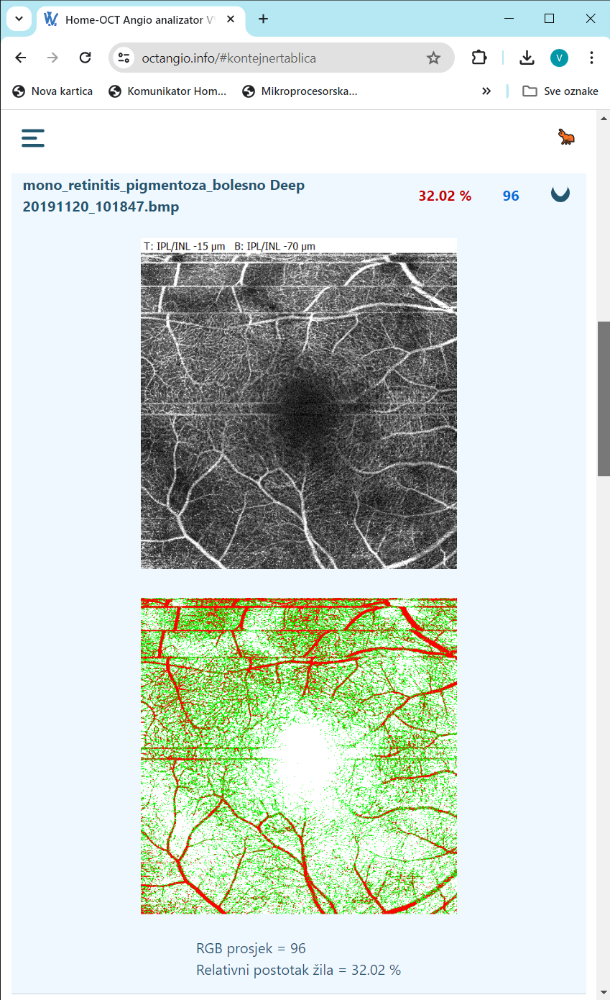 Home-OCT Angio analizator V
octangio.info/#kontejnertablica
V
Nova kartica
Komunikator Hom...
Mikroprocesorska...
Sve oznake
mono_retinitis_pigmentoza_bolesno Deep
20191120_101847.bmp
32.02 %
96
T: IPL/INL -15 µm B: IPL/INL -70 µm
RGB prosjek = 96
Relativni postotak žila = 32.02 %